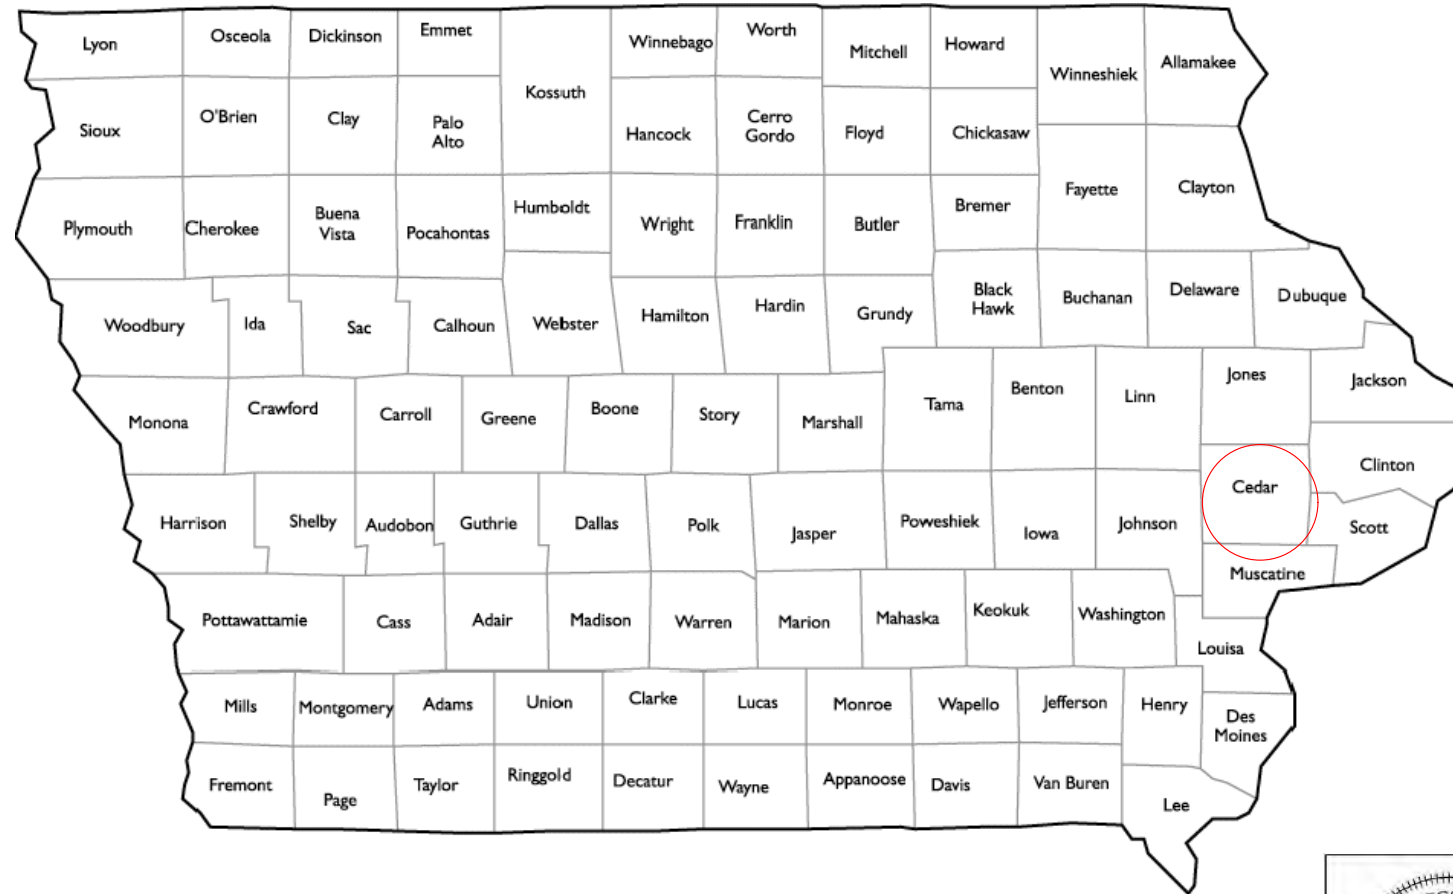 Lyon
Osceola
Dickinson
Emmet
Kossuth
Winnebago
Worth
Mitchell
Howard
Winneshiek
Allamakee
Sioux
O'Brien
Clay
Palo
Alto
Hancock
Cerro
Gordo
Floyd
Chickasaw
Fayette
Clayton
Plymouth
Cherokee
Buena
Vista
Pocahontas
Humboldt
Wright
Franklin
Butler
Bremer
Woodbury
Ida
Sac
Calhoun
Webster
Hamilton
Hardin
Grundy
Black
Hawk
Buchanan
Delaware
Dubuque
Monona
Crawford
Carroll
Greene
Boone
Story
Marshall
Tama
Benton
Linn
Jones
Jackson
Harrison
Shelby
Audobon
Guthrie
Dallas
Polk
Jasper
Poweshiek
Iowa
Johnson
Cedar
Clinton
Scott
Pottawattamie
Cass
Adair
Madison
Warren
Marion
Mahaska
Keokuk
Washington
Muscatine
Louisa
Mills
Montgomery
Adams
Union
Clarke
Lucas
Monroe
Wapello
Jefferson
Henry
Des
Moines
Fremont
Page
Taylor
Ringgold
Decatur
Wayne
Appanoose
Davis
Van Buren
Lee